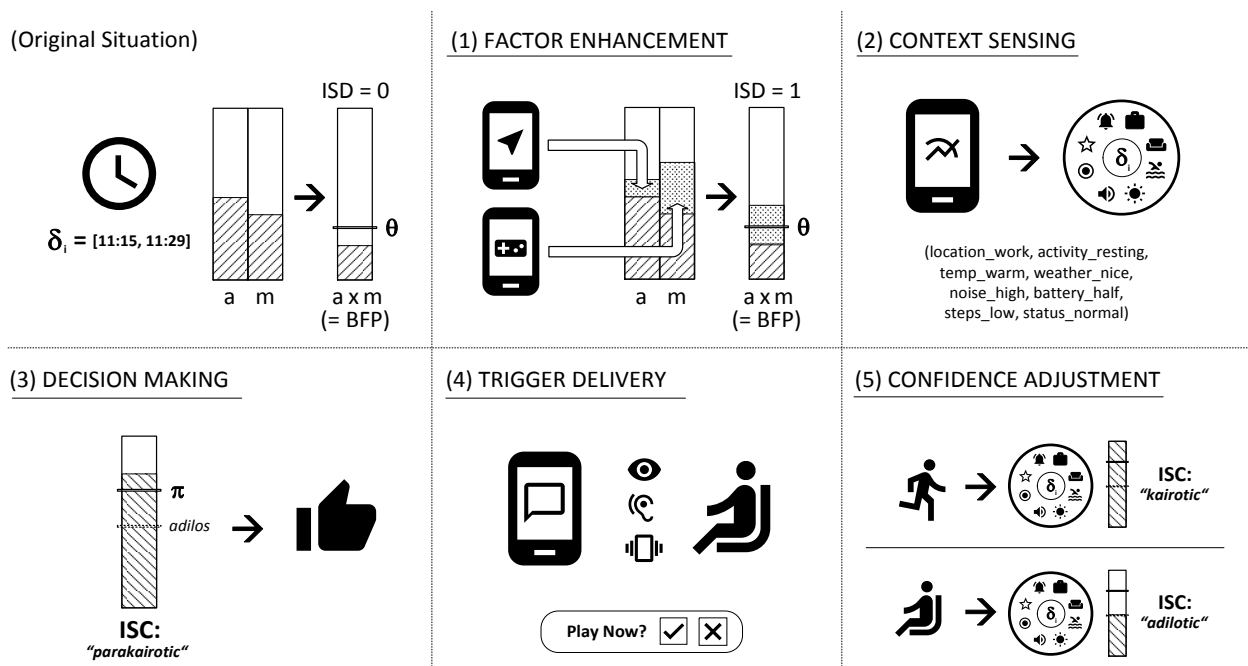 (Original Situation)
ISD = 0
δi = [11:15, 11:29]
θ
a m
a x m
(= BFP)
(1) FACTOR ENHANCEMENT
ISD = 1
θ
a m
a x m
(= BFP)
(2) CONTEXT SENSING
δi
(location_work, activity_resting,
temp_warm, weather_nice,
noise_high, battery_half,
steps_low, status_normal)
(3) DECISION MAKING
π
adilos
ISC:
"parakairotic"
(4) TRIGGER DELIVERY
Play Now?
(5) CONFIDENCE ADJUSTMENT
δi
ISC:
"kairotic"
δi
ISC:
"adilotic"